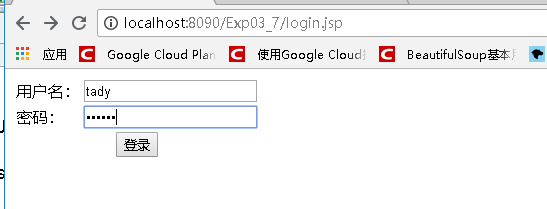 localhost:8090/Exp03_7/login.jsp
应用 Google Cloud Plan 使用Google Cloud BeautifulSoup基本
用户名： tady
密码： ••••••
登录